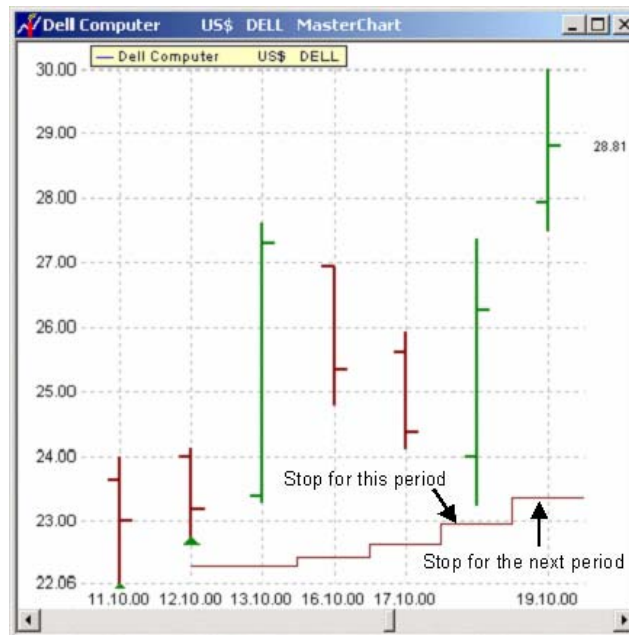 Dell Computer US$ DELL MasterChart
Dell Computer US$ DELL
30.00
29.00
28.81
28.00
27.00
26.00
25.00
24.00
Stop for this period
23.00
Stop for the next period
22.06
11.10.00 12.10.00 13.10.00 16.10.00 17.10.00 19.10.00